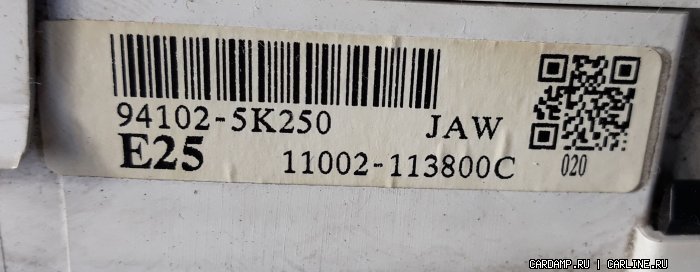 94102-5K250 JAW
E25 11002-113800C
020
CARDAMP.RU | CARLINE.RU